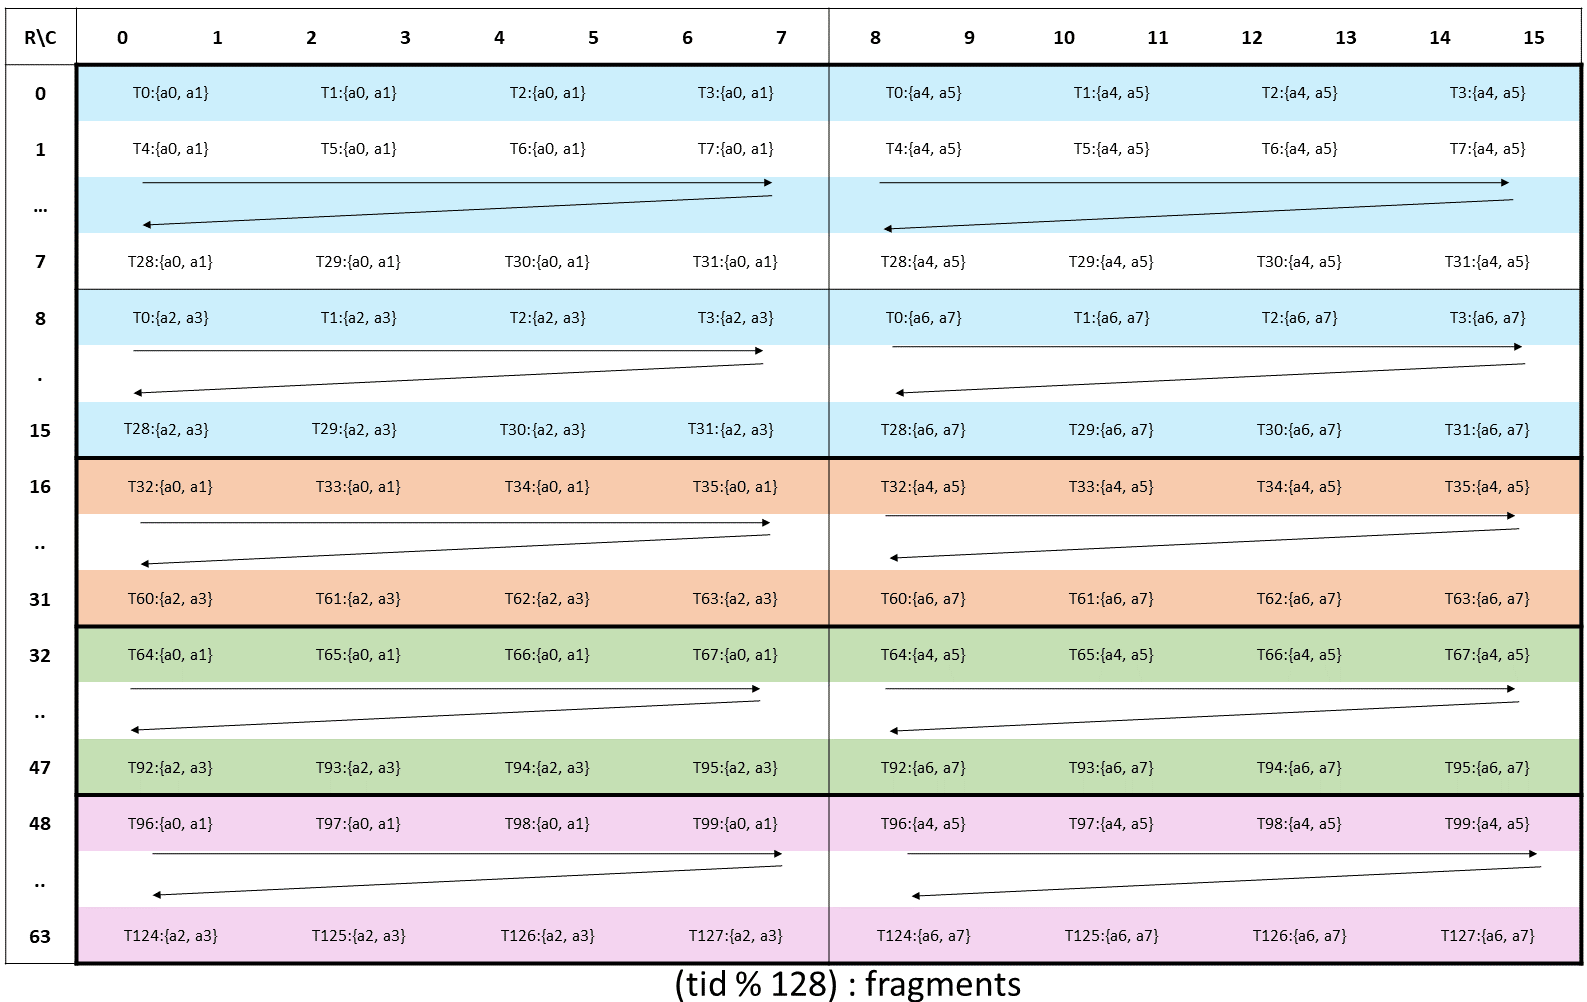 R\C 0 1 2 3 4 5 6 7 8 9 10 11 12 13 14 15
0 T0:{a0, a1} T1:{a0, a1} T2:{a0, a1} T3:{a0, a1} T0:{a4, a5} T1:{a4, a5} T2:{a4, a5} T3:{a4, a5}
1 T4:{a0, a1} T5:{a0, a1} T6:{a0, a1} T7:{a0, a1} T4:{a4, a5} T5:{a4, a5} T6:{a4, a5} T7:{a4, a5}
...
7 T28:{a0, a1} T29:{a0, a1} T30:{a0, a1} T31:{a0, a1} T28:{a4, a5} T29:{a4, a5} T30:{a4, a5} T31:{a4, a5}
8 T0:{a2, a3} T1:{a2, a3} T2:{a2, a3} T3:{a2, a3} T0:{a6, a7} T1:{a6, a7} T2:{a6, a7} T3:{a6, a7}
.
15 T28:{a2, a3} T29:{a2, a3} T30:{a2, a3} T31:{a2, a3} T28:{a6, a7} T29:{a6, a7} T30:{a6, a7} T31:{a6, a7}
16 T32:{a0, a1} T33:{a0, a1} T34:{a0, a1} T35:{a0, a1} T32:{a4, a5} T33:{a4, a5} T34:{a4, a5} T35:{a4, a5}
..
31 T60:{a2, a3} T61:{a2, a3} T62:{a2, a3} T63:{a2, a3} T60:{a6, a7} T61:{a6, a7} T62:{a6, a7} T63:{a6, a7}
32 T64:{a0, a1} T65:{a0, a1} T66:{a0, a1} T67:{a0, a1} T64:{a4, a5} T65:{a4, a5} T66:{a4, a5} T67:{a4, a5}
..
47 T92:{a2, a3} T93:{a2, a3} T94:{a2, a3} T95:{a2, a3} T92:{a6, a7} T93:{a6, a7} T94:{a6, a7} T95:{a6, a7}
48 T96:{a0, a1} T97:{a0, a1} T98:{a0, a1} T99:{a0, a1} T96:{a4, a5} T97:{a4, a5} T98:{a4, a5} T99:{a4, a5}
..
63 T124:{a2, a3} T125:{a2, a3} T126:{a2, a3} T127:{a2, a3} T124:{a6, a7} T125:{a6, a7} T126:{a6, a7} T127:{a6, a7}
(tid % 128) : fragments